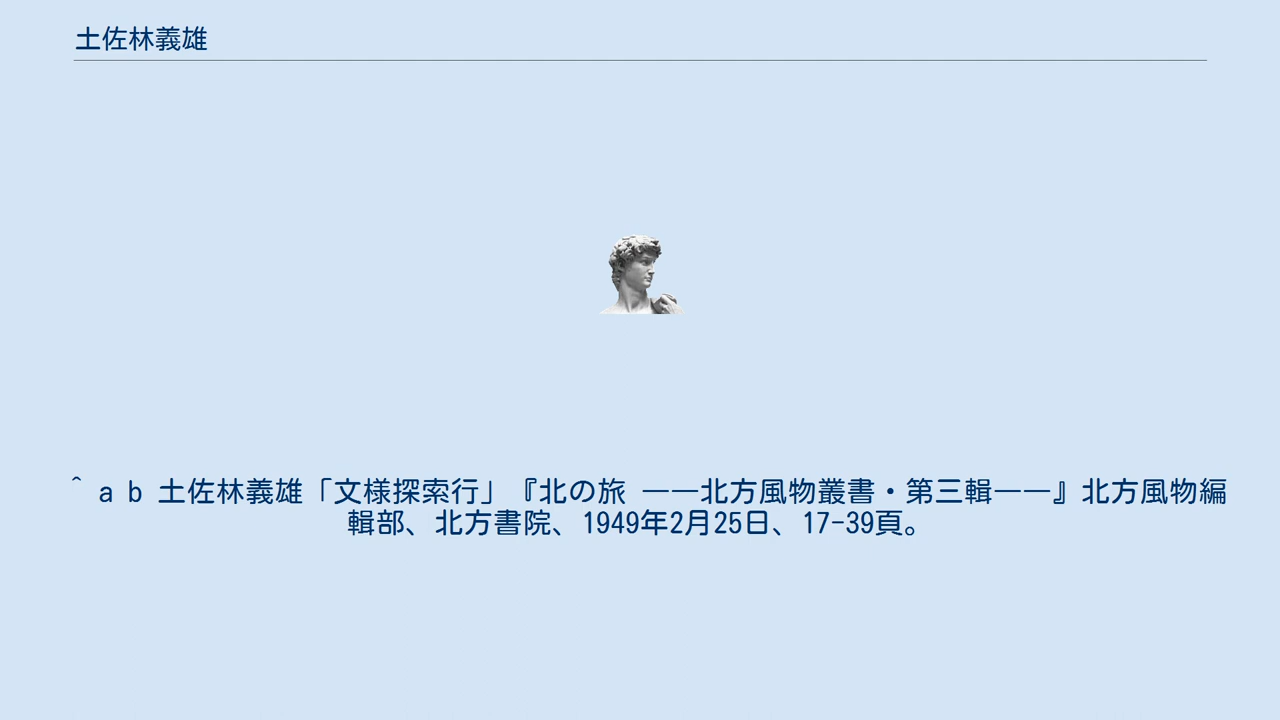 土佐林義雄
^ a b 土佐林義雄「文様探索行」『北の旅 ――北方風物叢書・第三輯――』北方風物編
輯部、北方書院、1949年2月25日、17-39頁。